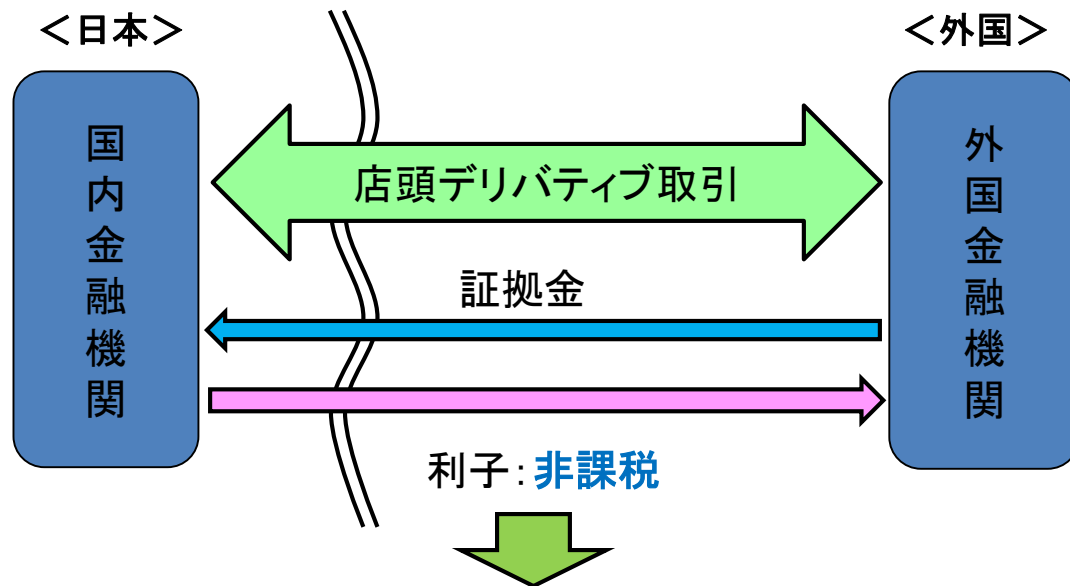 ＜日本＞
＜外国＞
国内金融機関
店頭デリバティブ取引
外国金融機関
証拠金
利子：非課税